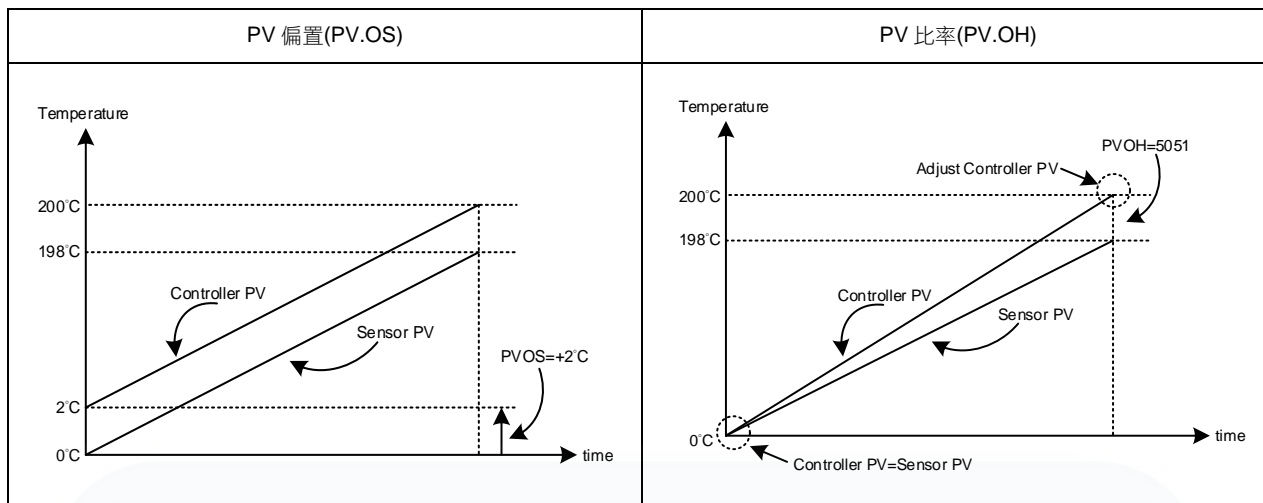 PV 偏置(PV.OS)
Temperature
200°C
198°C
Controller PV
Sensor PV
PVOS=+2°C
2°C
0°C
time
PV 比率(PV.OH)
Temperature
PVOH=5051
Adjust Controller PV
200°C
198°C
Controller PV
Sensor PV
0°C
time
Controller PV=Sensor PV